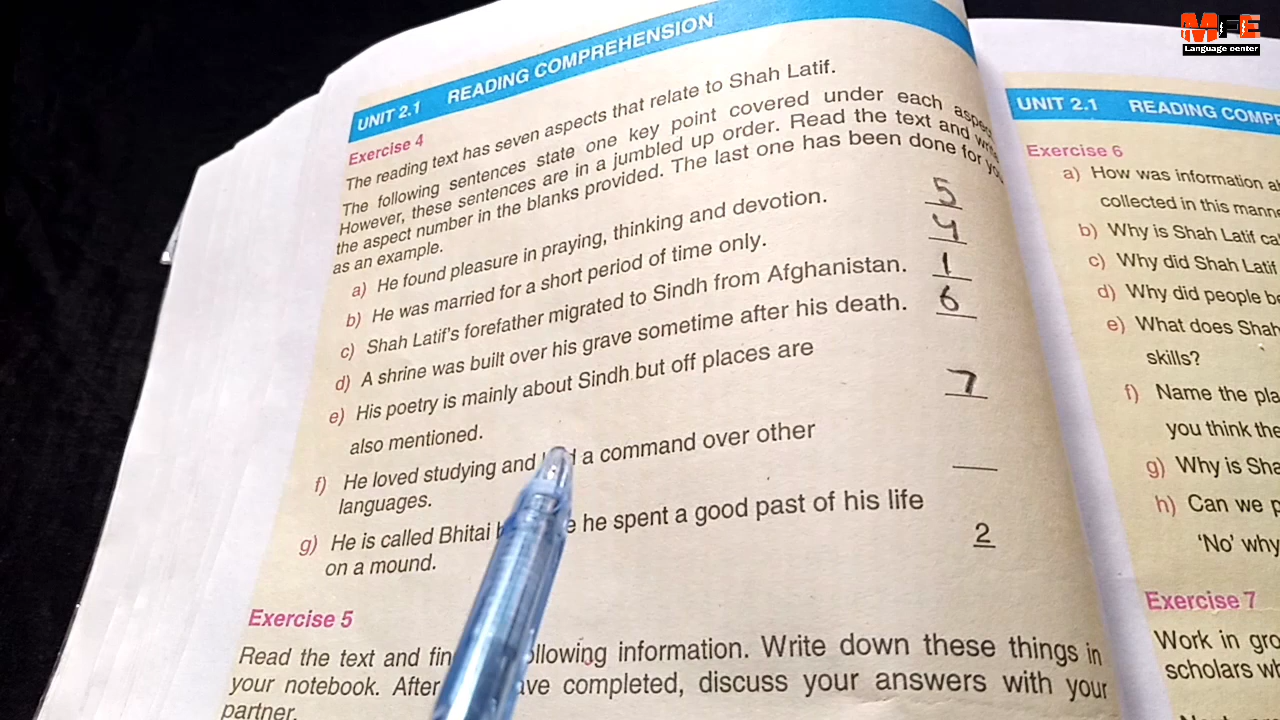 MFE
Language center
UNIT 2.1 READING COMPREHENSION
Exercise 4
The reading text has seven aspects that relate to Shah Latif.
The following sentences state one key point covered under each aspect.
However, these sentences are in a jumbled up order. Read the text and write
the aspect number in the blanks provided. The last one has been done for you
as an example.
a) He found pleasure in praying, thinking and devotion. 5
b) He was married for a short period of time only. 4
c) Shah Latif's forefather migrated to Sindh from Afghanistan. 1
d) A shrine was built over his grave sometime after his death. 6
e) His poetry is mainly about Sindh but off places are
also mentioned. 7
f) He loved studying and a command over other
languages.
g) He is called Bhitai he spent a good past of his life
on a mound. 2
Exercise 5
Read the text and following information. Write down these things in
your notebook. After completed, discuss your answers with your
partner.
UNIT 2.1 READING
Exercise 6
a) How was information
collected in this
b) Why is Shah Latif
c) Why did Shah Latif
d) Why did people
e) What does Shah
skills?
f) Name the
you think the
g) Why is
h) Can we
'No' why
Exercise 7
Work in
scholars